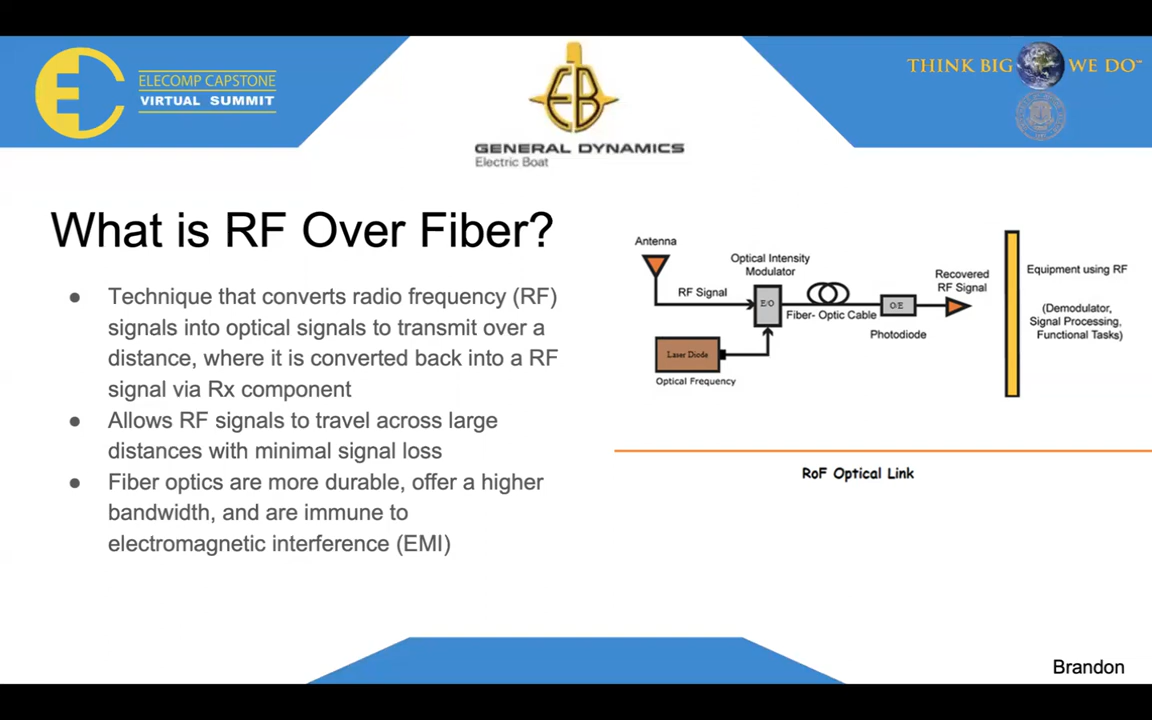 ELECOMP CAPSTONE
VIRTUAL SUMMIT
EB
GENERAL DYNAMICS
Electric Boat
THINK BIG WE DO
What is RF Over Fiber?
● Technique that converts radio frequency (RF)
signals into optical signals to transmit over a
distance, where it is converted back into a RF
signal via Rx component
● Allows RF signals to travel across large
distances with minimal signal loss
● Fiber optics are more durable, offer a higher
bandwidth, and are immune to
electromagnetic interference (EMI)
Antenna
RF Signal
Optical Intensity
Modulator
E/O
Laser Diode
Optical Frequency
Fiber- Optic Cable
O/E
Photodiode
Recovered
RF Signal
Equipment using RF
(Demodulator,
Signal Processing,
Functional Tasks)
RoF Optical Link
Brandon